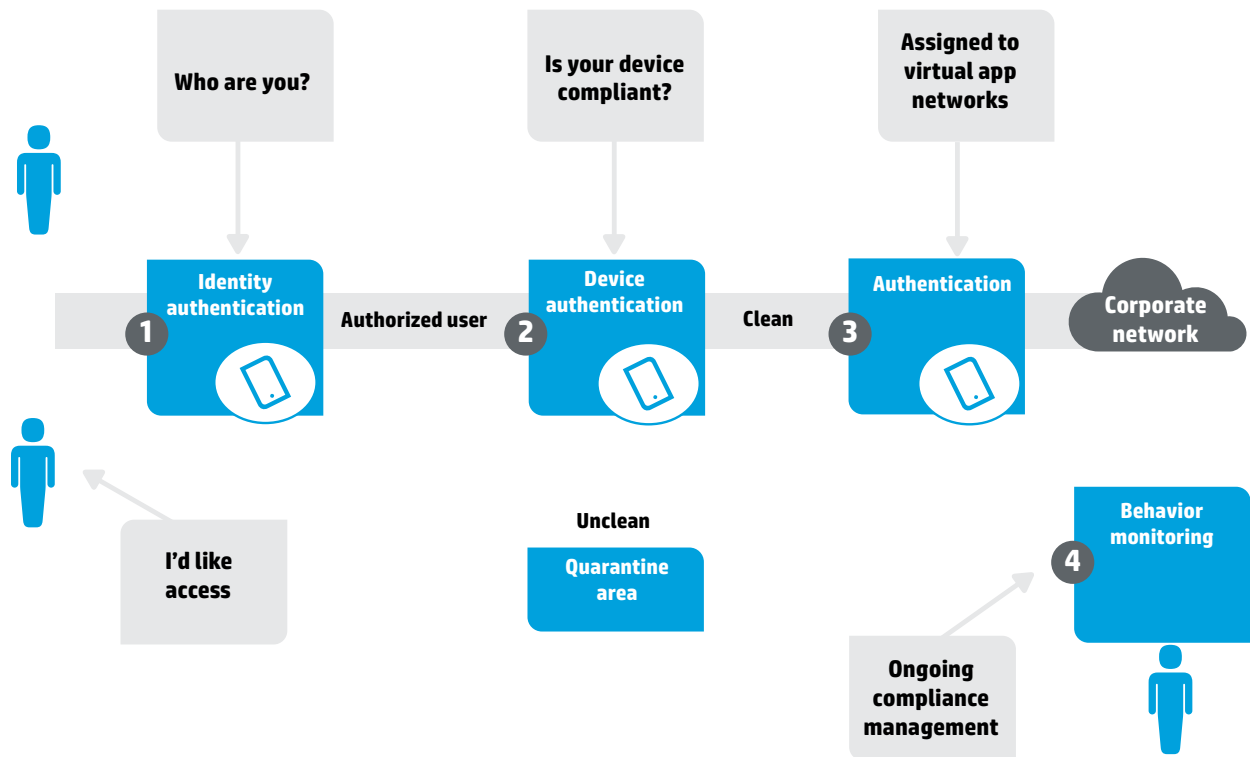 Who are you?
Is your device
compliant?
Assigned to
virtual app
networks
Identity
authentication
1
Authorized user
Device
authentication
2
Clean
Authentication
3
Corporate
network
I’d like
access
Unclean
Quarantine
area
Behavior
monitoring
4
Ongoing
compliance
management